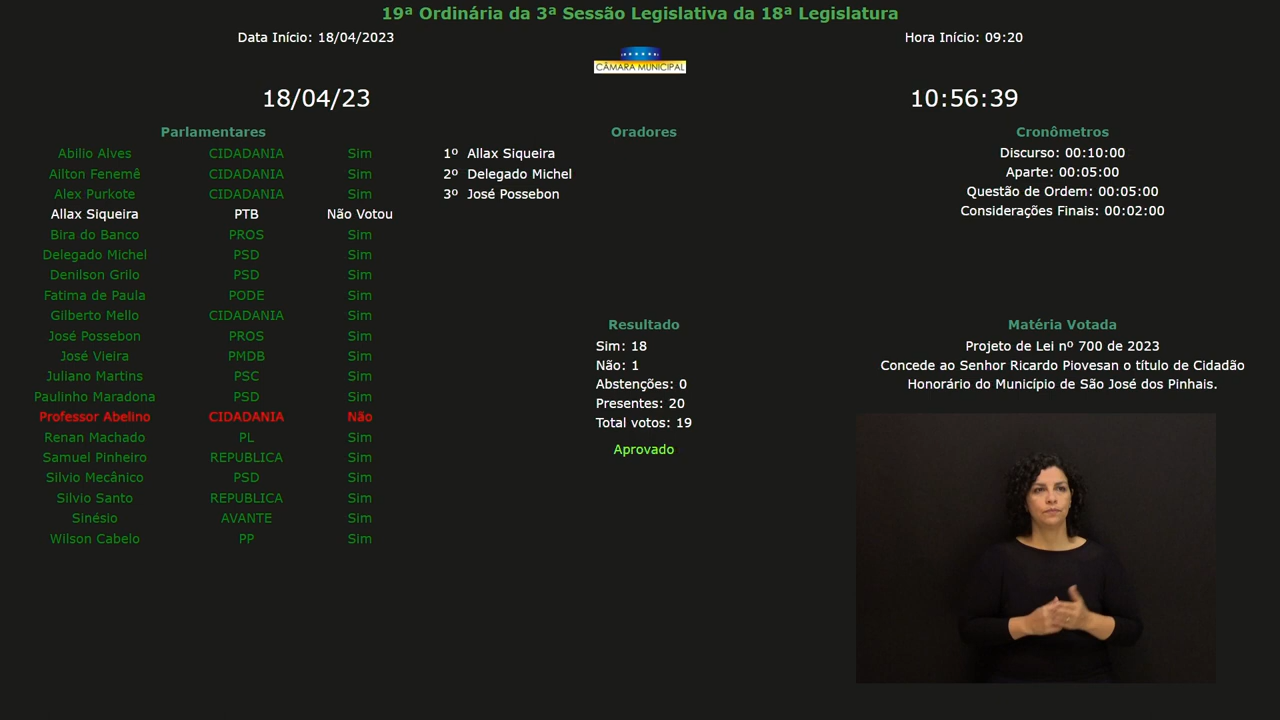 19ª Ordinária da 3ª Sessão Legislativa da 18ª Legislatura
Data Início: 18/04/2023
Hora Início: 09:20
CÂMARA MUNICIPAL
18/04/23
10:56:39
Parlamentares
Abilio Alves CIDADANIA Sim
Ailton Fenemê CIDADANIA Sim
Alex Purkote CIDADANIA Sim
Allax Siqueira PTB Não Votou
Bira do Banco PROS Sim
Delegado Michel PSD Sim
Denilson Grilo PSD Sim
Fatima de Paula PODE Sim
Gilberto Mello CIDADANIA Sim
José Possebon PROS Sim
José Vieira PMDB Sim
Juliano Martins PSC Sim
Paulinho Maradona PSD Sim
Professor Abelino CIDADANIA Não
Renan Machado PL Sim
Samuel Pinheiro REPUBLICA Sim
Silvio Mecânico PSD Sim
Silvio Santo REPUBLICA Sim
Sinésio AVANTE Sim
Wilson Cabelo PP Sim
Oradores
1º Allax Siqueira
2º Delegado Michel
3º José Possebon
Cronômetros
Discurso: 00:10:00
Aparte: 00:05:00
Questão de Ordem: 00:05:00
Considerações Finais: 00:02:00
Resultado
Sim: 18
Não: 1
Abstenções: 0
Presentes: 20
Total votos: 19
Aprovado
Matéria Votada
Projeto de Lei nº 700 de 2023
Concede ao Senhor Ricardo Piovesan o título de Cidadão
Honorário do Município de São José dos Pinhais.